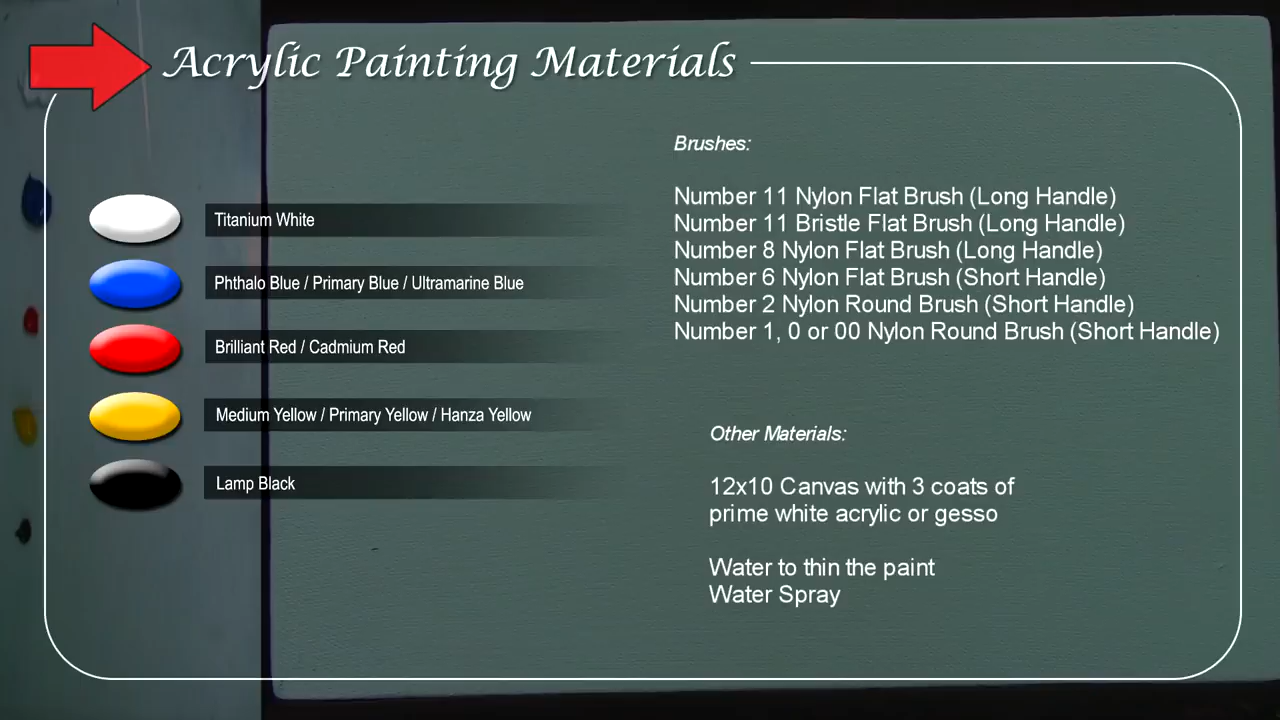 Acrylic Painting Materials
Titanium White
Phthalo Blue / Primary Blue / Ultramarine Blue
Brilliant Red / Cadmium Red
Medium Yellow / Primary Yellow / Hanza Yellow
Lamp Black
Brushes:
Number 11 Nylon Flat Brush (Long Handle)
Number 11 Bristle Flat Brush (Long Handle)
Number 8 Nylon Flat Brush (Long Handle)
Number 6 Nylon Flat Brush (Short Handle)
Number 2 Nylon Round Brush (Short Handle)
Number 1, 0 or 00 Nylon Round Brush (Short Handle)
Other Materials:
12x10 Canvas with 3 coats of
prime white acrylic or gesso
Water to thin the paint
Water Spray